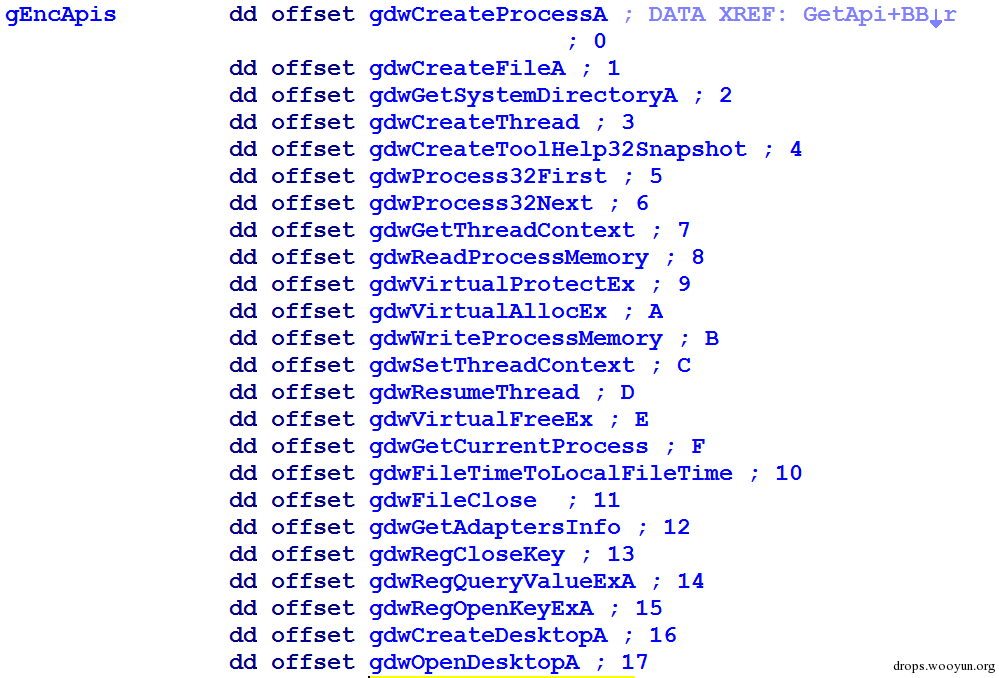 gEncApis dd offset gdwCreateProcessA ; DATA XREF: GetApi+BB↓r
; 0
dd offset gdwCreateFileA ; 1
dd offset gdwGetSystemDirectoryA ; 2
dd offset gdwCreateThread ; 3
dd offset gdwCreateToolHelp32Snapshot ; 4
dd offset gdwProcess32First ; 5
dd offset gdwProcess32Next ; 6
dd offset gdwGetThreadContext ; 7
dd offset gdwReadProcessMemory ; 8
dd offset gdwVirtualProtectEx ; 9
dd offset gdwVirtualAllocEx ; A
dd offset gdwWriteProcessMemory ; B
dd offset gdwSetThreadContext ; C
dd offset gdwResumeThread ; D
dd offset gdwVirtualFreeEx ; E
dd offset gdwGetCurrentProcess ; F
dd offset gdwFileTimeToLocalFileTime ; 10
dd offset gdwFileClose ; 11
dd offset gdwGetAdaptersInfo ; 12
dd offset gdwRegCloseKey ; 13
dd offset gdwRegQueryValueExA ; 14
dd offset gdwRegOpenKeyExA ; 15
dd offset gdwCreateDesktopA ; 16
dd offset gdwOpenDesktopA ; 17
drops.wooyun.org